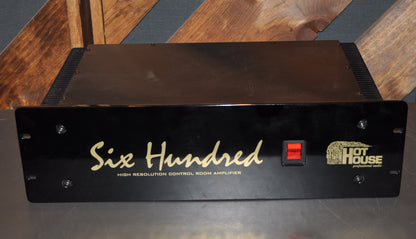 Six Hundred
HIGH RESOLUTION CONTROL ROOM AMPLIFIER
HOT
HOUSE
professional audio